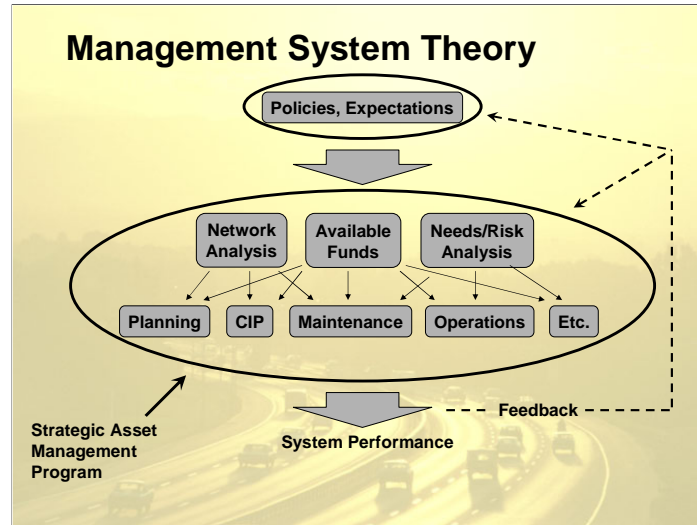 Management System Theory
Policies, Expectations
Network
Analysis
Available
Funds
Needs/Risk
Analysis
Planning
CIP
Maintenance
Operations
Etc.
Feedback
Strategic Asset
Management
Program
System Performance